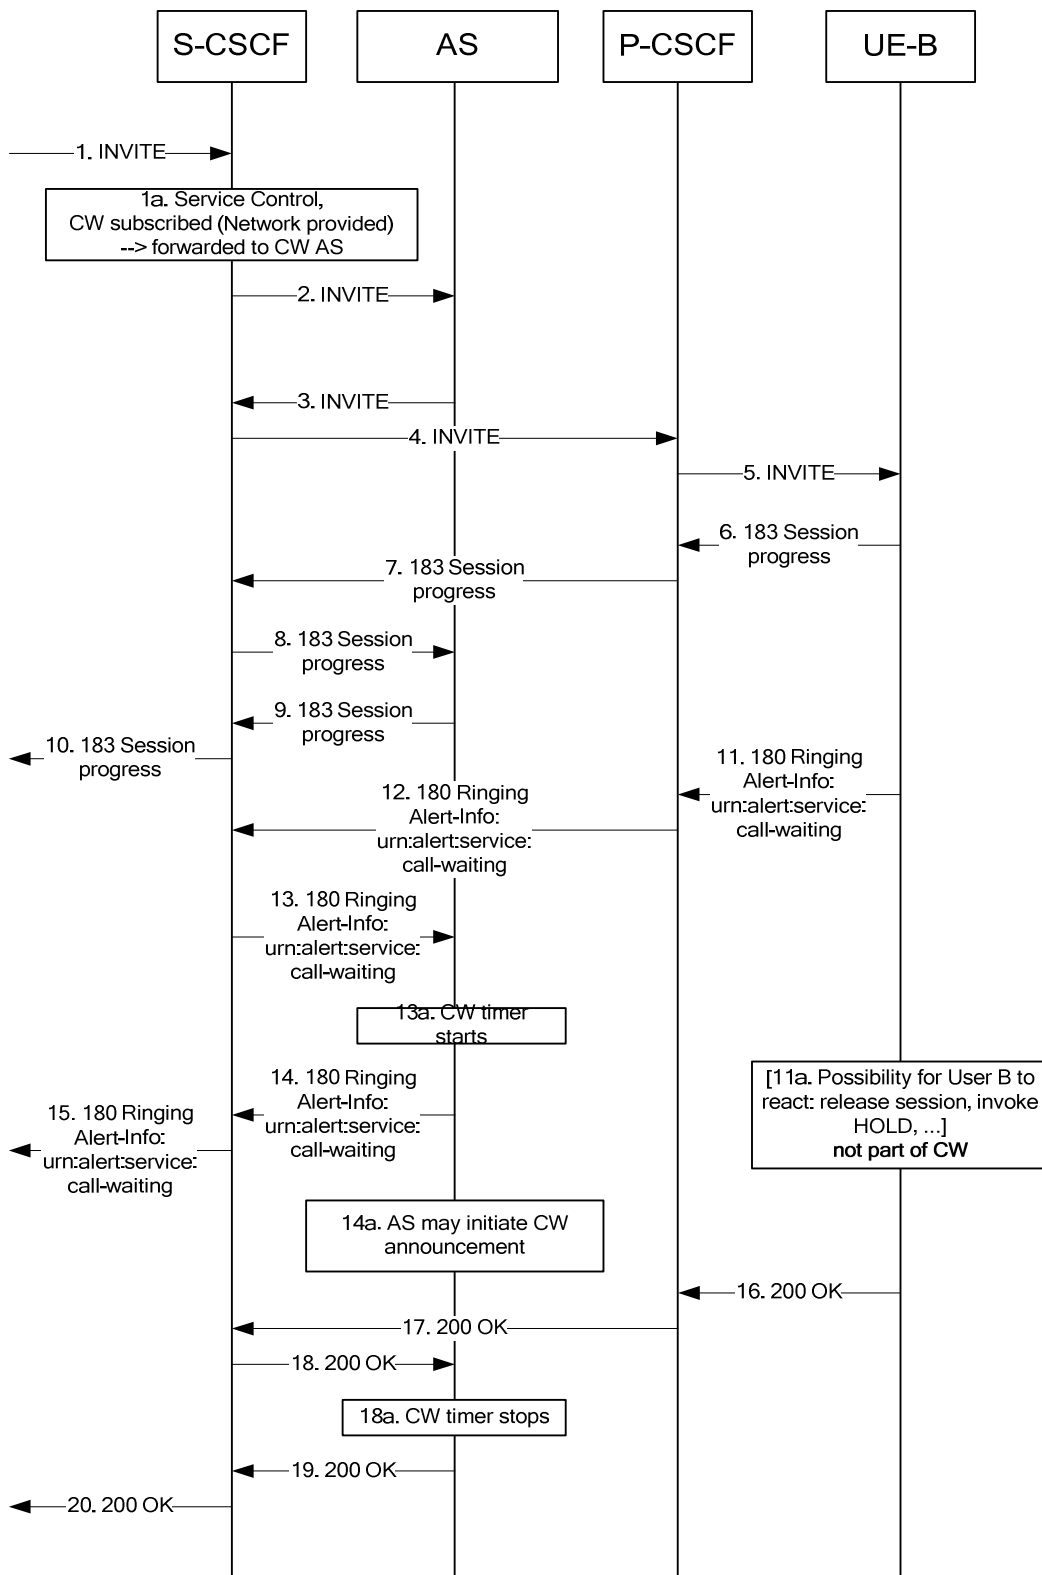 S-CSCF
AS
P-CSCF
UE-B
1. INVITE
1a. Service Control,
CW subscribed (Network provided)
--> forwarded to CW AS
2. INVITE
3. INVITE
4. INVITE
5. INVITE
6. 183 Session
progress
7. 183 Session
progress
8. 183 Session
progress
9. 183 Session
progress
10. 183 Session
progress
11. 180 Ringing
Alert-Info:
urn:alert:service:
call-waiting
12. 180 Ringing
Alert-Info:
urn:alert:service:
call-waiting
13. 180 Ringing
Alert-Info:
urn:alert:service:
call-waiting
13a. CW timer
starts
[11a. Possibility for User B to
react: release session, invoke
HOLD, ...]
not part of CW
14. 180 Ringing
Alert-Info:
urn:alert:service:
call-waiting
15. 180 Ringing
Alert-Info:
urn:alert:service:
call-waiting
14a. AS may initiate CW
announcement
16. 200 OK
17. 200 OK
18. 200 OK
18a. CW timer stops
19. 200 OK
20. 200 OK